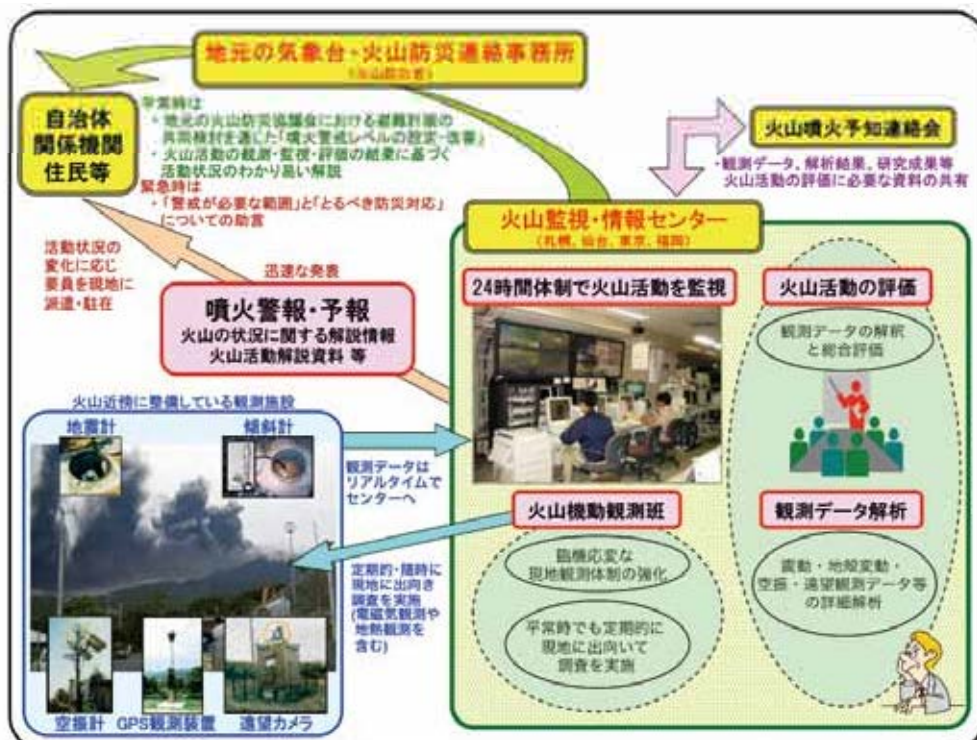 地元の気象台・火山防災連絡事務所
自治体
関係機関
住民等
平常時は
・地元の火山防災協議会における避難計画の
共同検討を通じた「噴火警戒レベルの設定・改善」
・火山活動の観測・監視・評価の結果に基づく
活動状況のわかり易い解説
緊急時は
・「警戒が必要な範囲」と「とるべき防災対応」
についての助言
火山噴火予知連絡会
・観測データ、解析結果、研究成果等
火山活動の評価に必要な資料の共有
火山監視・情報センター
(札幌、仙台、東京、福岡)
活動状況の
変化に応じ
要員を現地に
派遣・駐在
迅速な発表
噴火警報・予報
火山の状況に関する解説情報
火山活動解説資料 等
24時間体制で火山活動を監視
火山活動の評価
観測データの解釈
と総合評価
火山近傍に整備している観測施設
地震計
傾斜計
観測データは
リアルタイムで
センターへ
火山機動観測班
臨機応変な
現地観測体制の強化
平常時でも定期的に
現地に出向いて
調査を実施
観測データ解析
震動・地殻変動・
空振・遠望観測データ等
の詳細解析
定期的・随時に
現地に出向き
調査を実施
(電磁気観測や
地熱観測を
含む)
空振計
GPS観測装置
遠望カメラ